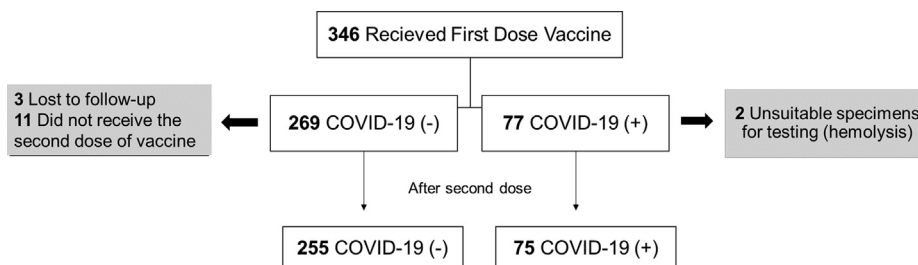 346 Recieved First Dose Vaccine
3 Lost to follow-up
11 Did not receive the
second dose of vaccine
269 COVID-19 (-)
77 COVID-19 (+)
2 Unsuitable specimens
for testing (hemolysis)
After second dose
255 COVID-19 (-)
75 COVID-19 (+)